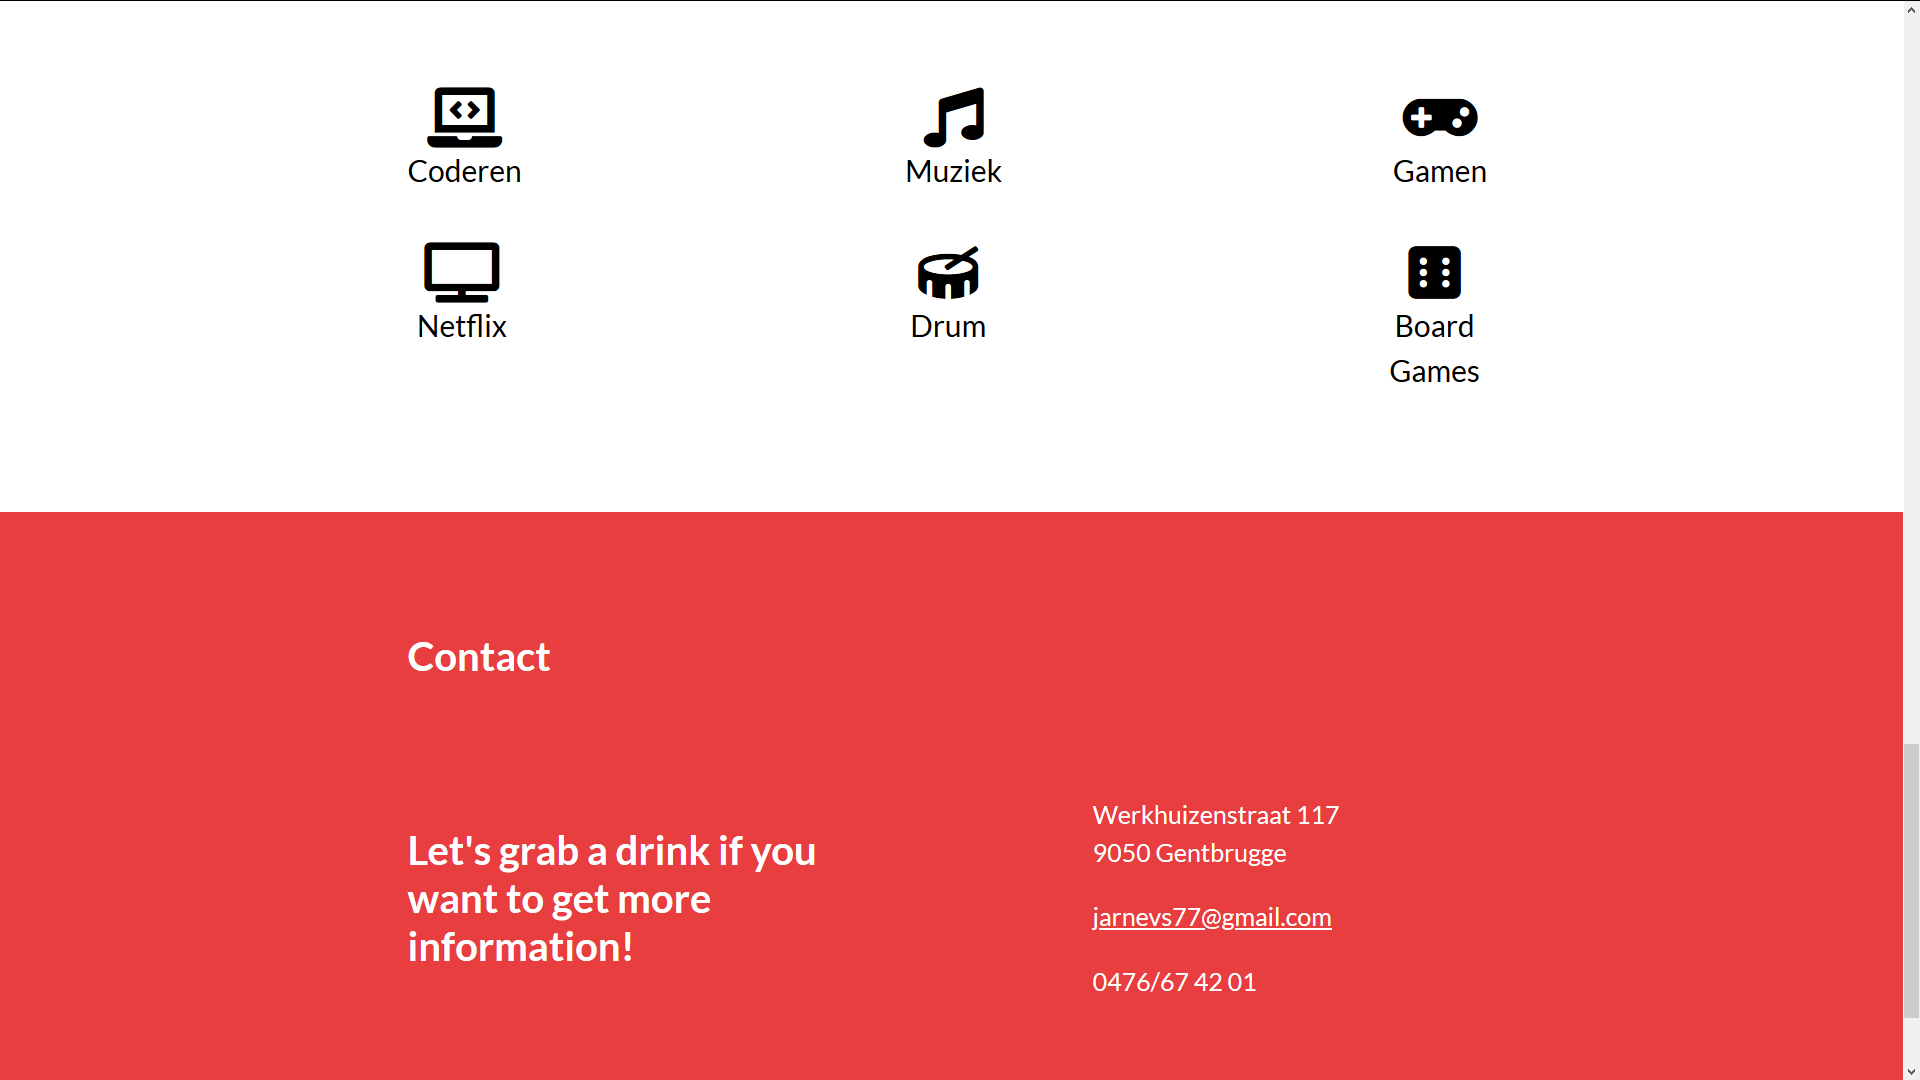 Coderen
Muziek
Gamen
Netflix
Drum
Board
Games
Contact
Let's grab a drink if you
want to get more
information!
Werkhuizenstraat 117
9050 Gentbrugge
jarnevs77@gmail.com
0476/67 42 01